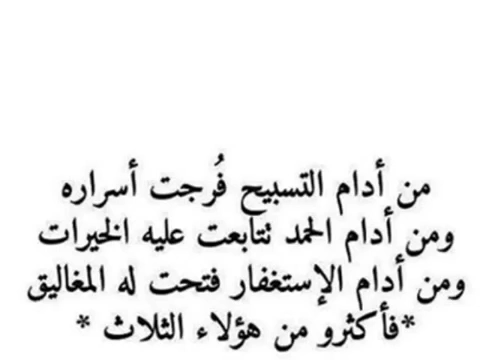 من أدام التسبيح فُرجت أسراره
ومن أدام الحمد تتابعت عليه الخيرات
ومن أدام الإستغفار فتحت له المغاليق
*فأكثرو من هؤلاء الثلاث *